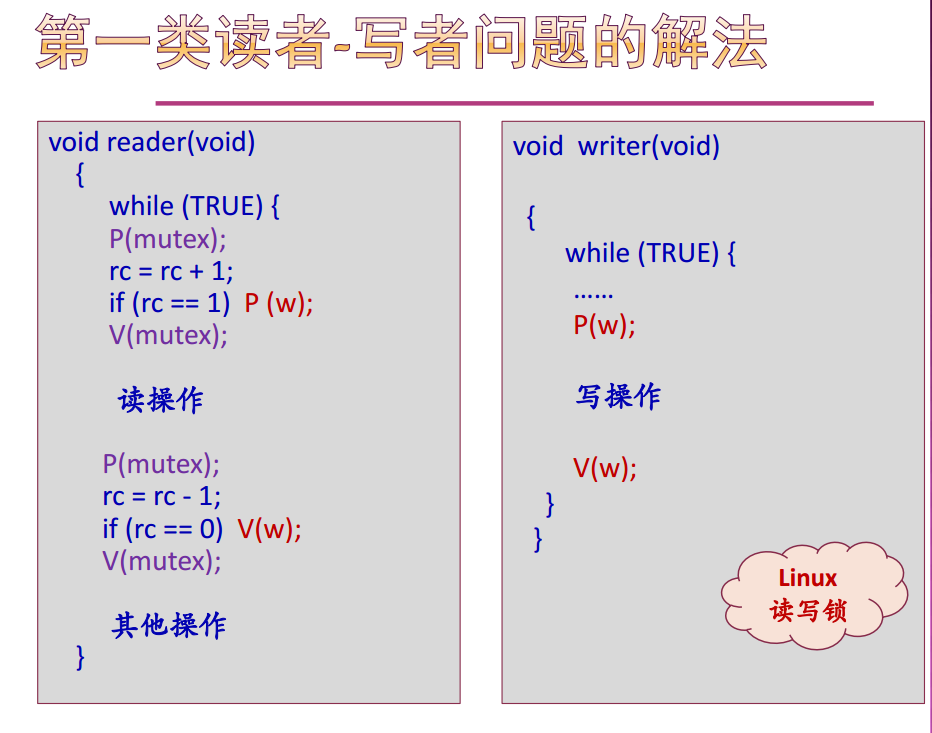 第一类读者-写者问题的解法
void reader(void)
{
while (TRUE) {
P(mutex);
rc = rc + 1;
if (rc == 1) P (w);
V(mutex);
读操作
P(mutex);
rc = rc - 1;
if (rc == 0) V(w);
V(mutex);
其他操作
}
void writer(void)
{
while (TRUE) {
……
P(w);
写操作
V(w);
}
}
Linux
读写锁